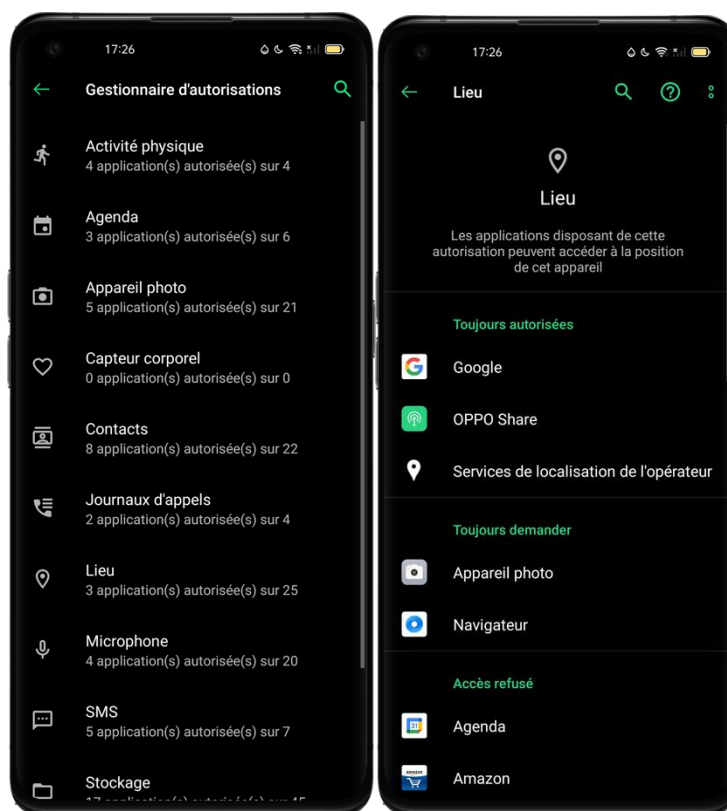 17:26
Gestionnaire d'autorisations
Activité physique
4 application(s) autorisée(s) sur 4
Agenda
3 application(s) autorisée(s) sur 6
Appareil photo
5 application(s) autorisée(s) sur 21
Capteur corporel
0 application(s) autorisée(s) sur 0
Contacts
8 application(s) autorisée(s) sur 22
Journaux d'appels
2 application(s) autorisée(s) sur 4
Lieu
3 application(s) autorisée(s) sur 25
Microphone
4 application(s) autorisée(s) sur 20
SMS
5 application(s) autorisée(s) sur 7
Stockage
17:26
Lieu
Lieu
Les applications disposant de cette
autorisation peuvent accéder à la position
de cet appareil
Toujours autorisées
Google
OPPO Share
Services de localisation de l'opérateur
Toujours demander
Appareil photo
Navigateur
Accès refusé
31
Agenda
amazon
Amazon